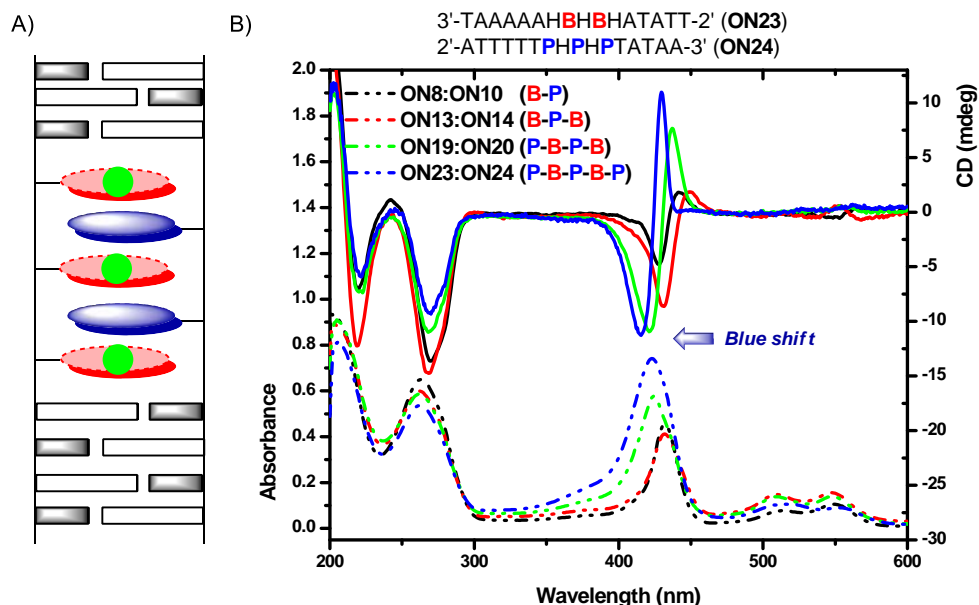 A)
B)
3'-TAAAAAHBHBHATATT-2' (ON23)
2'-ATTTTTPHPHPTATAA-3' (ON24)
2.0
1.8
1.6
1.4
1.2
1.0
0.8
0.6
0.4
0.2
0.0
Absorbance
ON8:ON10 (B-P)
ON13:ON14 (B-P-B)
ON19:ON20 (P-B-P-B)
ON23:ON24 (P-B-P-B-P)
Blue shift
10
5
0
-5
-10
-15
-20
-25
-30
CD (mdeg)
200 300 400 500 600
Wavelength (nm)